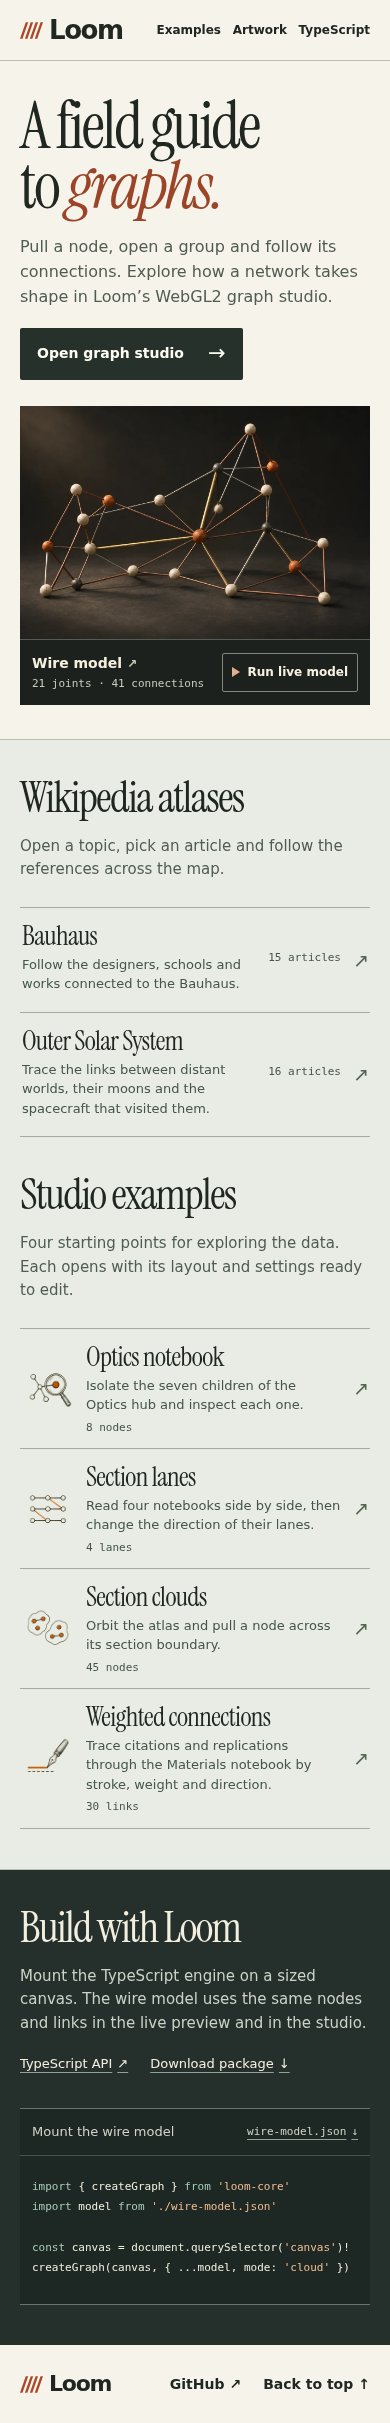 Loom Examples Artwork TypeScript
A field guide
to graphs.
Pull a node, open a group and follow its
connections. Explore how a network takes
shape in Loom’s WebGL2 graph studio.
Open graph studio →
Wire model ↗
21 joints · 41 connections
Run live model
Wikipedia atlases
Open a topic, pick an article and follow the
references across the map.
Bauhaus
Follow the designers, schools and
works connected to the Bauhaus.
15 articles ↗
Outer Solar System
Trace the links between distant
worlds, their moons and the
spacecraft that visited them.
16 articles ↗
Studio examples
Four starting points for exploring the data.
Each opens with its layout and settings ready
to edit.
Optics notebook
Isolate the seven children of the
Optics hub and inspect each one.
8 nodes
↗
Section lanes
Read four notebooks side by side, then
change the direction of their lanes.
4 lanes
↗
Section clouds
Orbit the atlas and pull a node across
its section boundary.
45 nodes
↗
Weighted connections
Trace citations and replications
through the Materials notebook by
stroke, weight and direction.
30 links
↗
Build with Loom
Mount the TypeScript engine on a sized
canvas. The wire model uses the same nodes
and links in the live preview and in the studio.
TypeScript API ↗ Download package ↓
Mount the wire model wire-model.json ↓
import { createGraph } from 'loom-core'
import model from './wire-model.json'
const canvas = document.querySelector('canvas')!
createGraph(canvas, { ...model, mode: 'cloud' })
Loom GitHub ↗ Back to top ↑